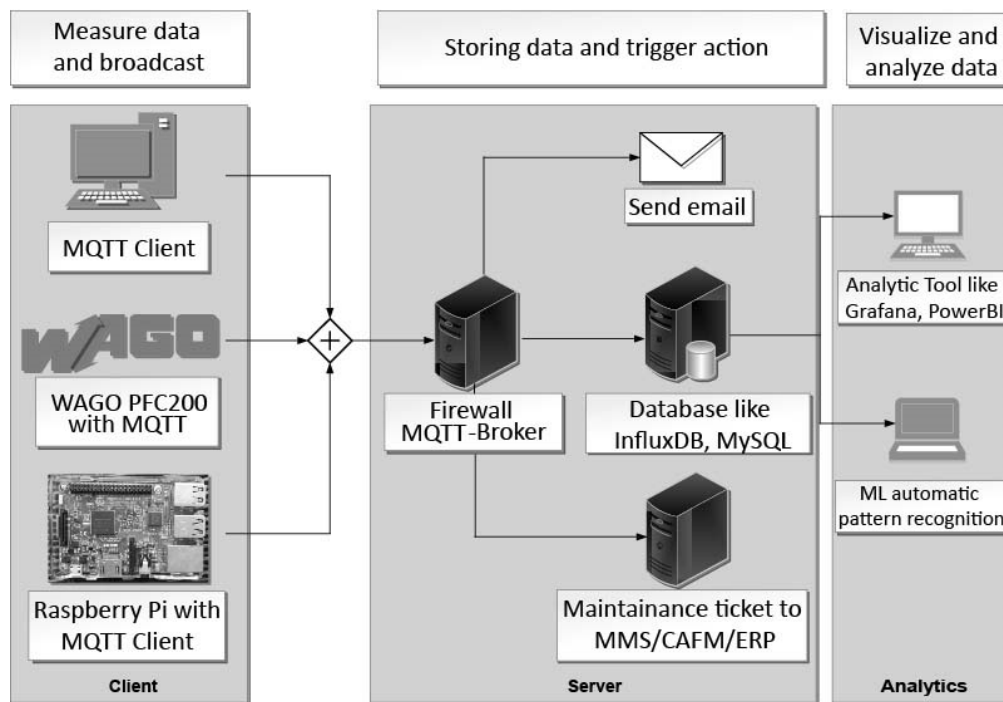 Measure data
and broadcast
Storing data and trigger action
Visualize and
analyze data
MQTT Client
WAGO
WAGO PFC200
with MQTT
Raspberry Pi with
MQTT Client
Client
Send email
Firewall
MQTT-Broker
Database like
InfluxDB, MySQL
Maintainance ticket to
MMS/CAFM/ERP
Server
Analytic Tool like
Grafana, PowerBI
ML automatic
pattern recognition
Analytics